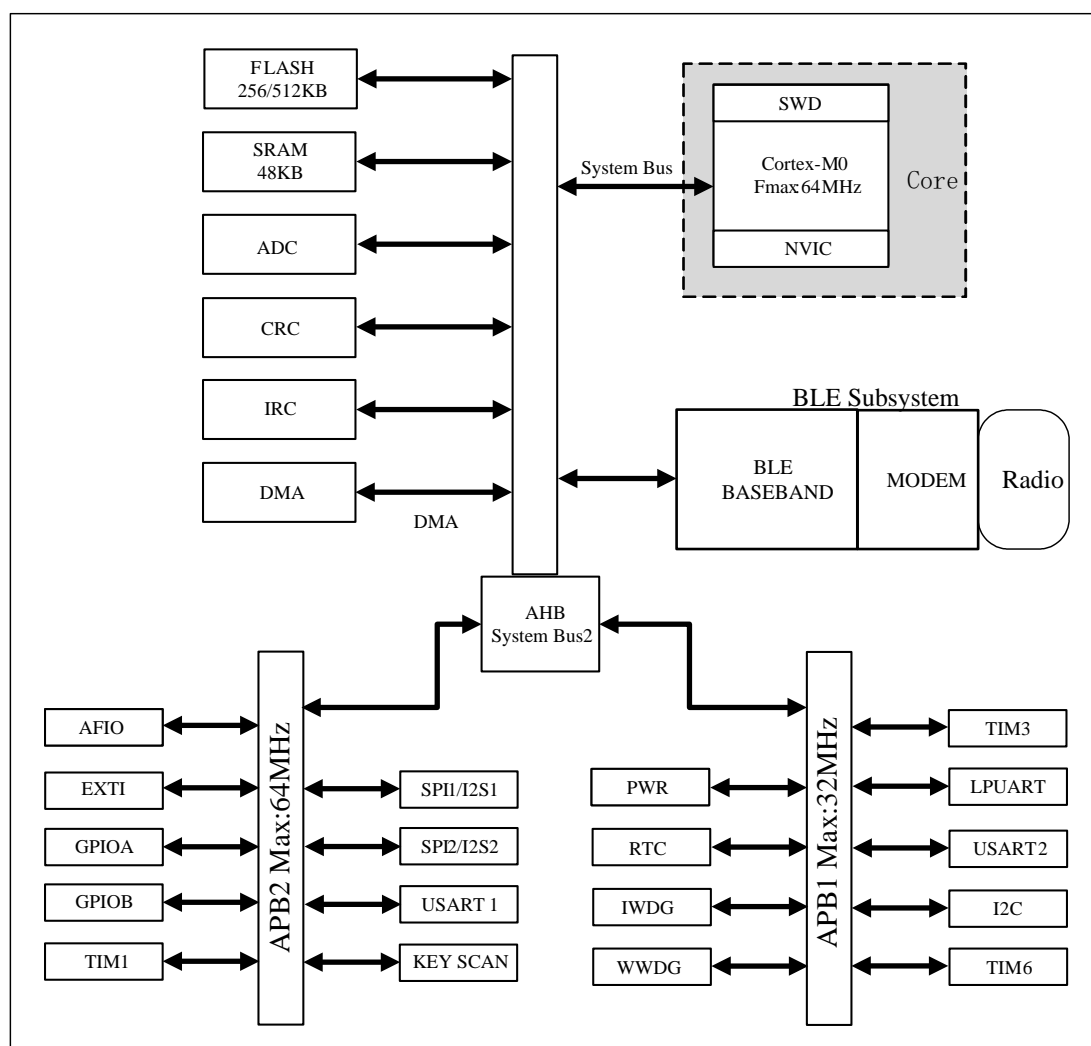 FLASH
256/512KB
SRAM
48KB
ADC
CRC
IRC
DMA
DMA
System Bus
SWD
Cortex-M0
Fmax 64MHz
NVIC
Core
BLE Subsystem
BLE
BASEBAND
MODEM
Radio
AHB
System Bus2
APB2 Max:64MHz
AFIO
EXTI
GPIOA
GPIOB
TIM1
SPI1/I2S1
SPI2/I2S2
USART 1
KEY SCAN
APB1 Max:32MHz
PWR
RTC
IWDG
WWDG
TIM3
LPUART
USART2
I2C
TIM6